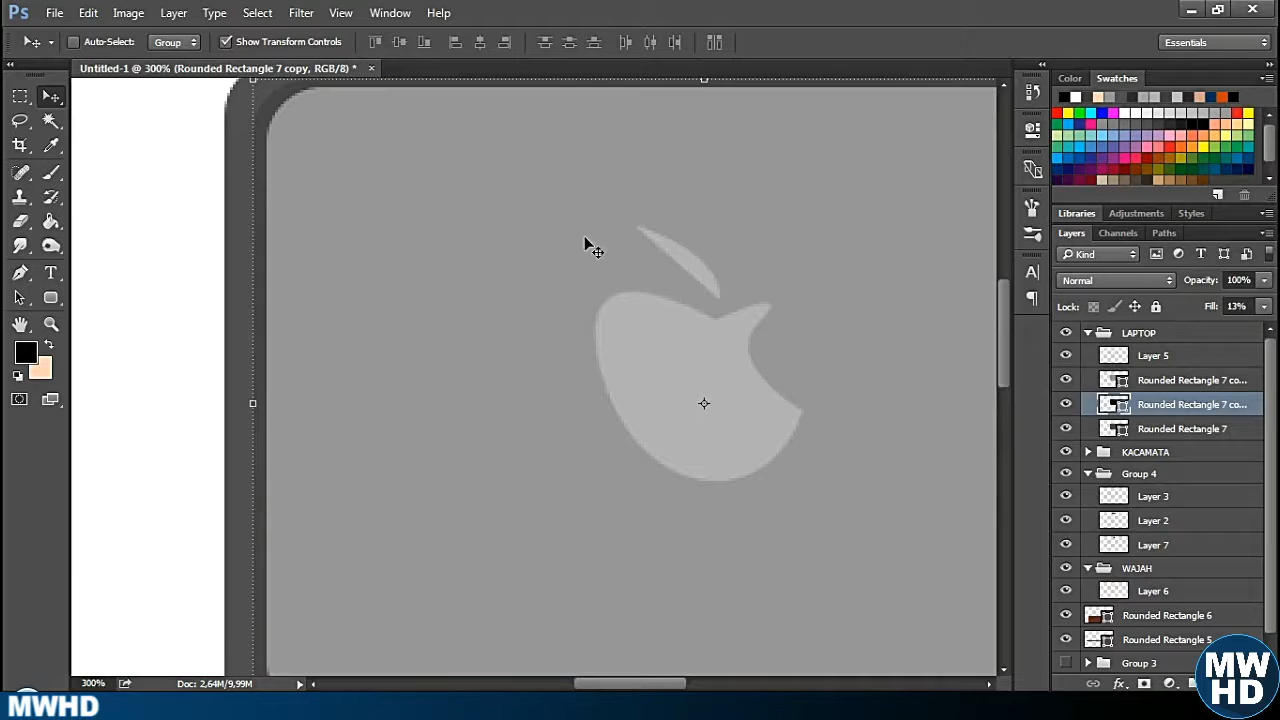 Ps File Edit Image Layer Type Select Filter View Window Help
Auto-Select: Group Show Transform Controls Essentials
Untitled-1 @ 300% (Rounded Rectangle 7 copy, RGB/8) *
Color Swatches
Libraries Adjustments Styles
Layers Channels Paths
Kind
Normal Opacity: 100%
Lock: Fill: 13%
LAPTOP
Layer 5
Rounded Rectangle 7 co...
Rounded Rectangle 7 co...
Rounded Rectangle 7
KACAMATA
Group 4
Layer 3
Layer 2
Layer 7
WAJAH
Layer 6
Rounded Rectangle 6
Rounded Rectangle 5
Group 3
300% Doc: 2,64M/9,99M
fx
MWHD
MW
HD